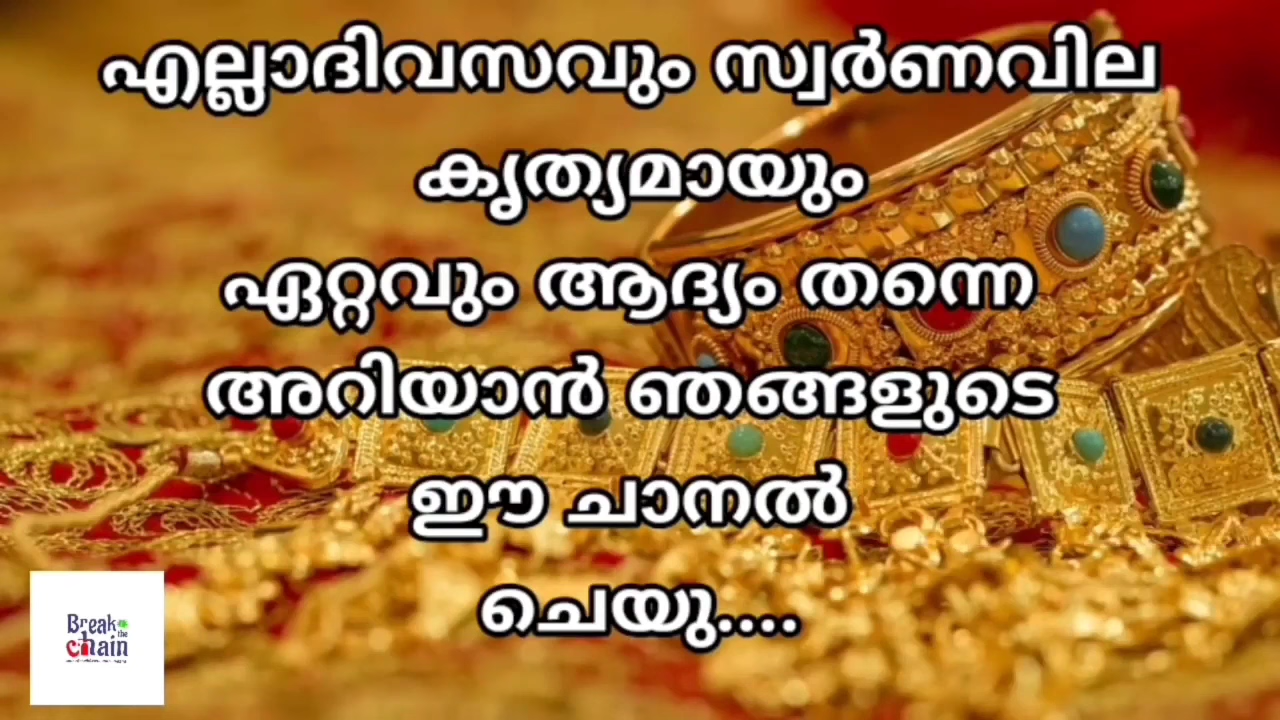 എല്ലാദിവസവും സ്വർണവില
കൃത്യമായും
ഏറ്റവും ആദ്യം തന്നെ
അറിയാൻ ഞങ്ങളുടെ
ഈ ചാനൽ
ചെയു....
Break
the
chain